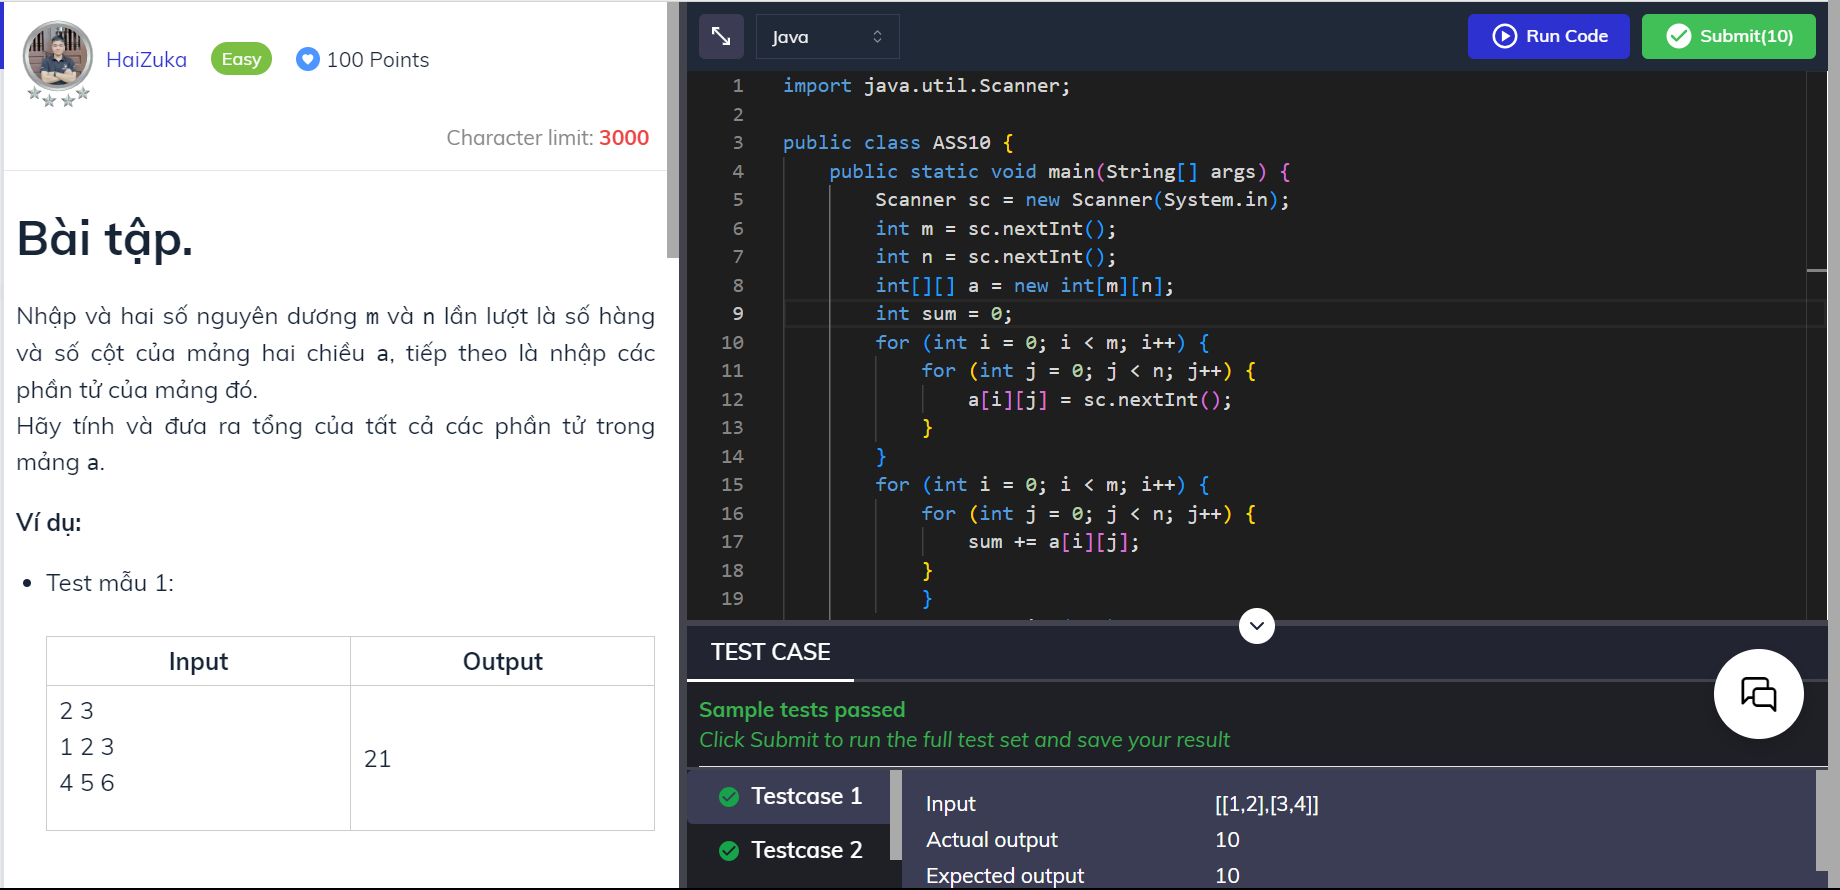 HaiZuka Easy 100 Points
Character limit: 3000
Bài tập.
Nhập và hai số nguyên dương m và n lần lượt là số hàng
và số cột của mảng hai chiều a, tiếp theo là nhập các
phần tử của mảng đó.
Hãy tính và đưa ra tổng của tất cả các phần tử trong
mảng a.
Ví dụ:
Test mẫu 1:
Input Output
2 3
1 2 3
4 5 6
21
Java
Run Code
Submit(10)
1 import java.util.Scanner;
2
3 public class ASS10 {
4 public static void main(String[] args) {
5 Scanner sc = new Scanner(System.in);
6 int m = sc.nextInt();
7 int n = sc.nextInt();
8 int[][] a = new int[m][n];
9 int sum = 0;
10 for (int i = 0; i < m; i++) {
11 for (int j = 0; j < n; j++) {
12 a[i][j] = sc.nextInt();
13 }
14 }
15 for (int i = 0; i < m; i++) {
16 for (int j = 0; j < n; j++) {
17 sum += a[i][j];
18 }
19 }
TEST CASE
Sample tests passed
Click Submit to run the full test set and save your result
Testcase 1
Testcase 2
Input [[1,2],[3,4]]
Actual output 10
Expected output 10